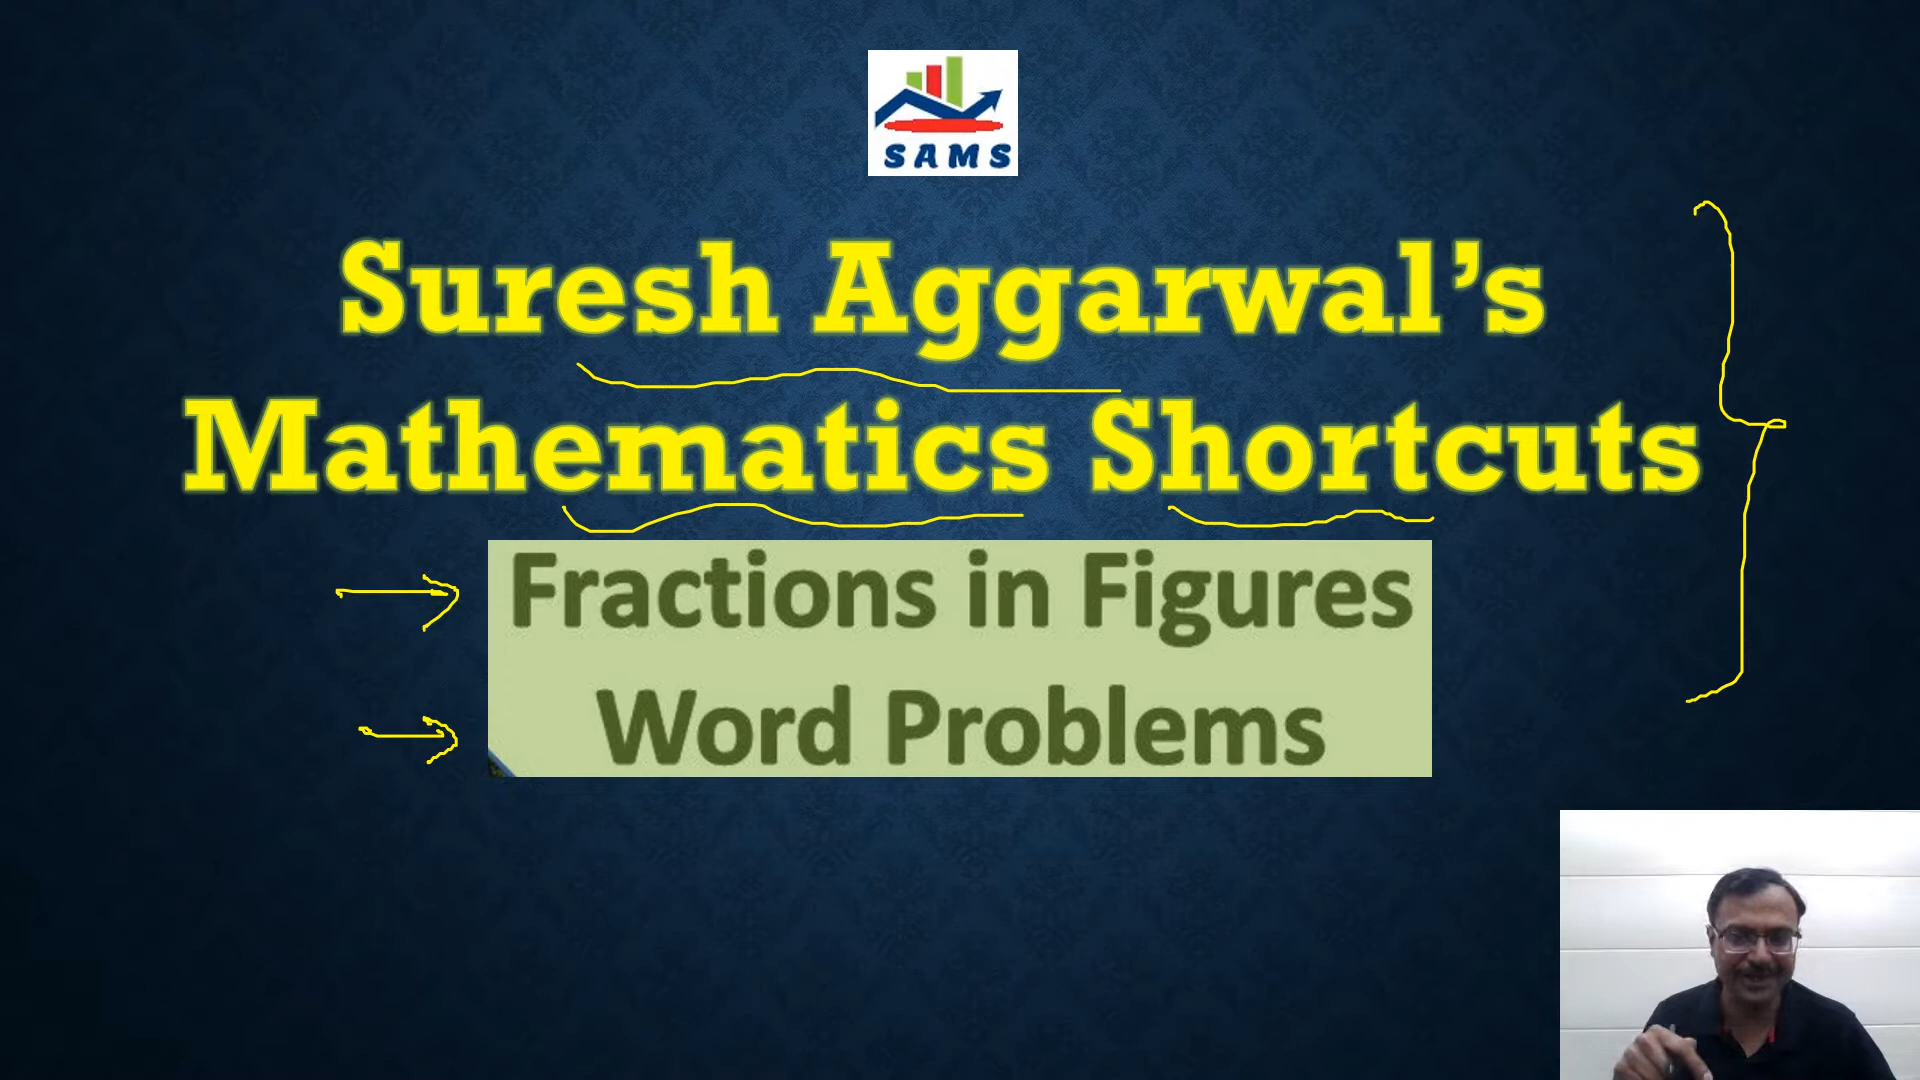 SAMS
Suresh Aggarwal’s
Mathematics Shortcuts
Fractions in Figures
Word Problems